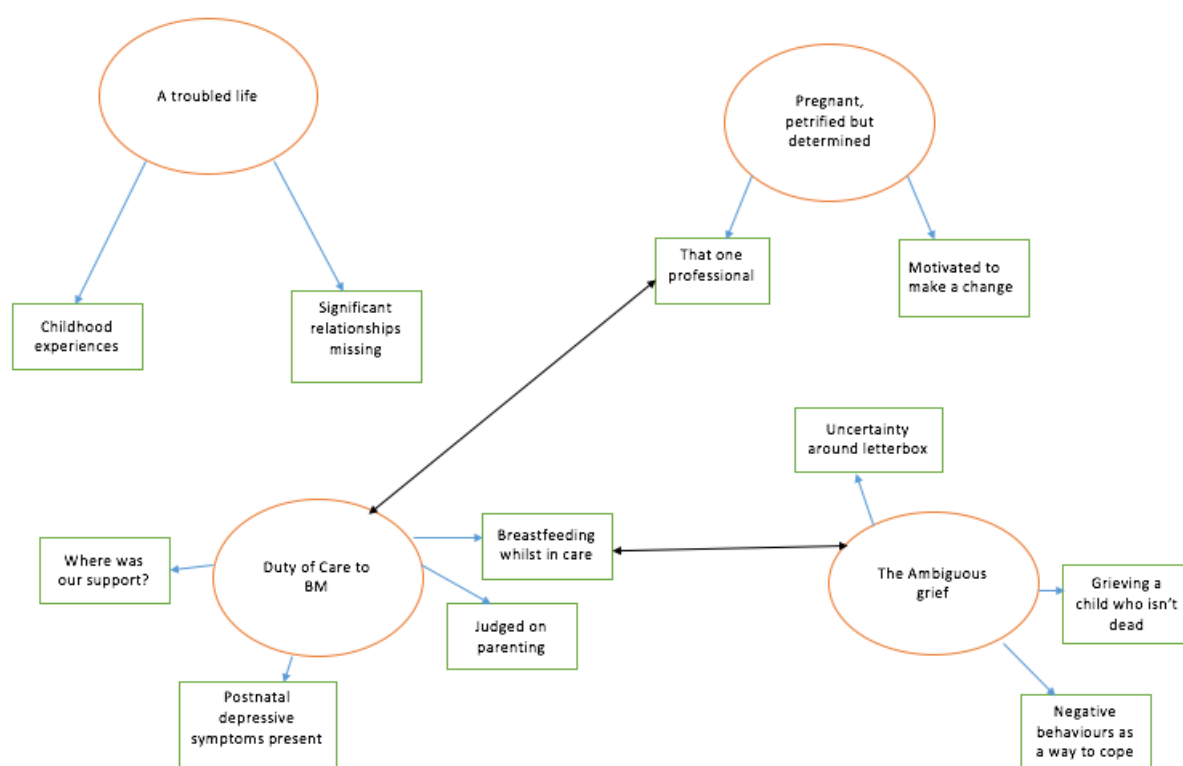 A troubled life
Pregnant,
petrified but
determined
That one
professional
Motivated to
make a change
Childhood
experiences
Significant
relationships
missing
Uncertainty
around letterbox
Where was
our support?
Duty of Care to
BM
Breastfeeding
whilst in care
Judged on
parenting
Postnatal
depressive
symptoms present
The Ambiguous
grief
Grieving a
child who isn’t
dead
Negative
behaviours as
a way to cope